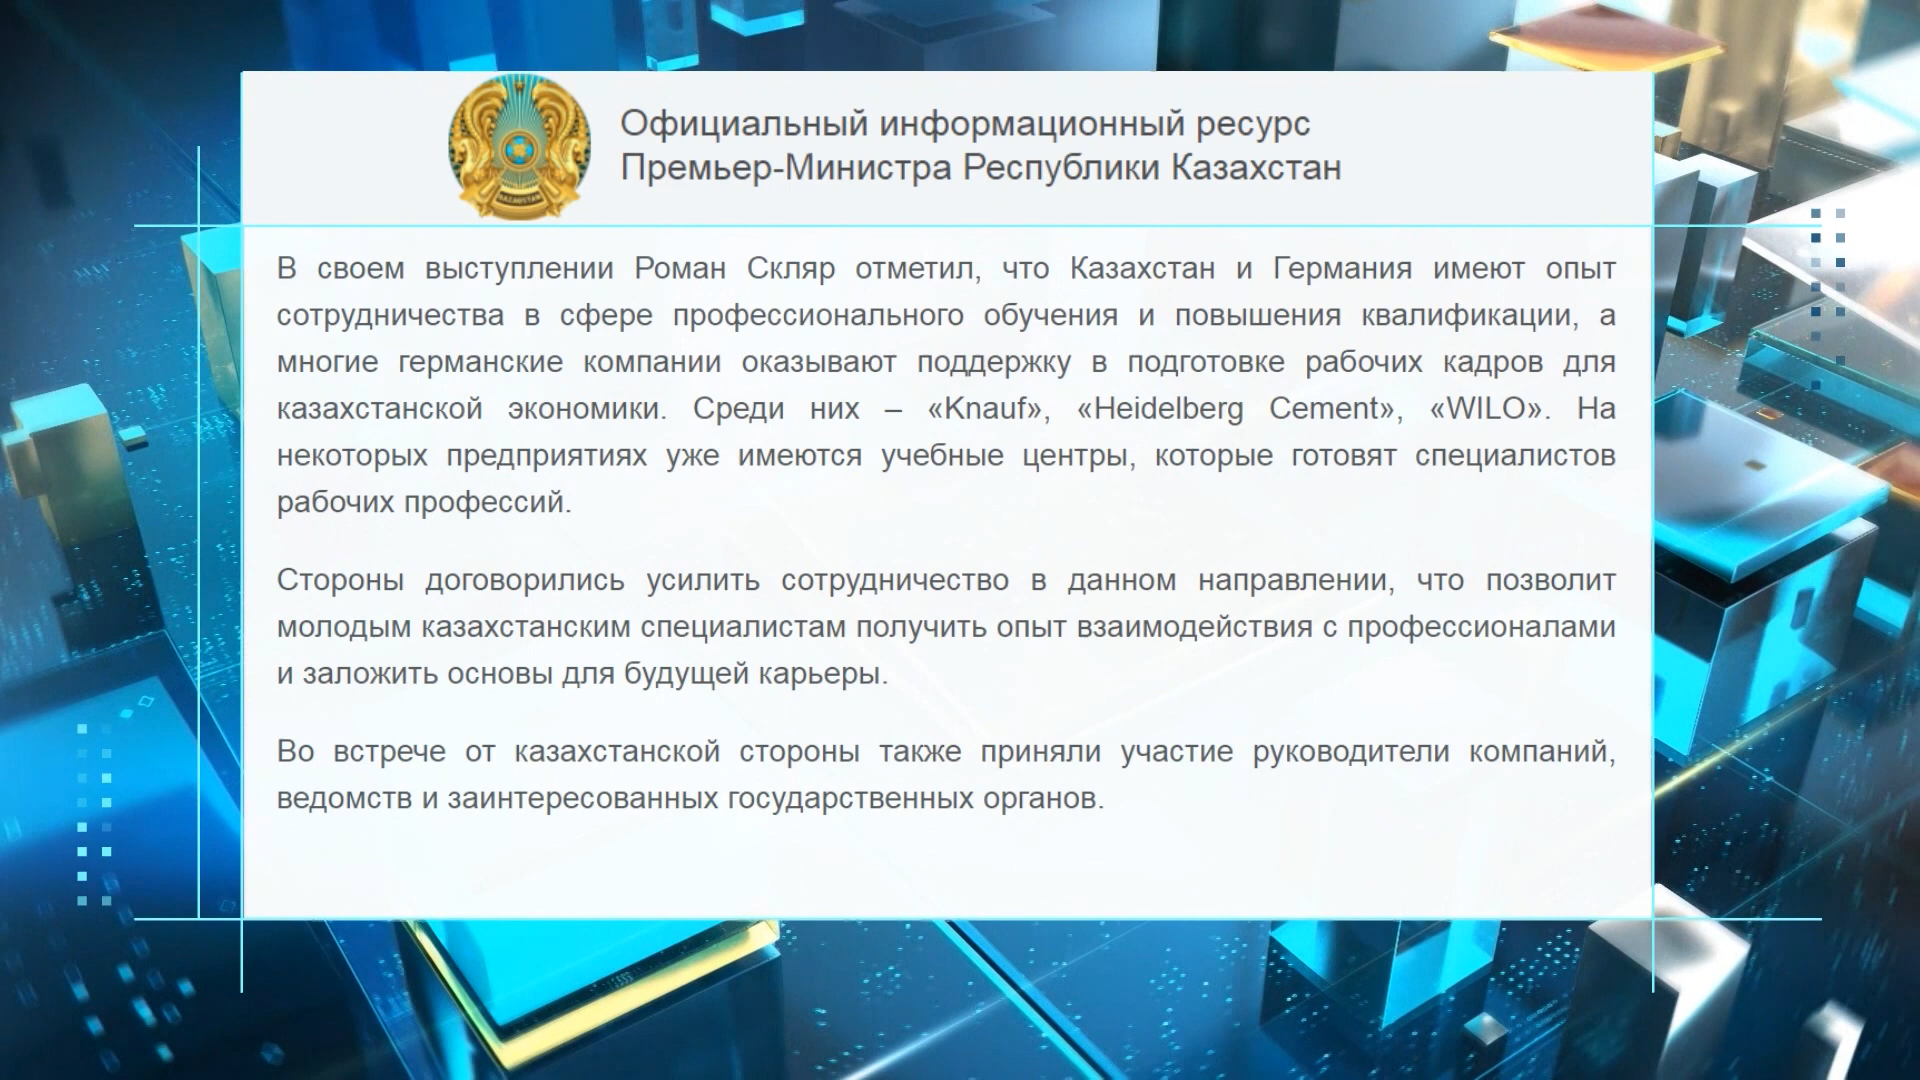 Официальный информационный ресурс
Премьер-Министра Республики Казахстан
В своем выступлении Роман Скляр отметил, что Казахстан и Германия имеют опыт
сотрудничества в сфере профессионального обучения и повышения квалификации, а
многие германские компании оказывают поддержку в подготовке рабочих кадров для
казахстанской экономики. Среди них – «Knauf», «Heidelberg Cement», «WILO». На
некоторых предприятиях уже имеются учебные центры, которые готовят специалистов
рабочих профессий.
Стороны договорились усилить сотрудничество в данном направлении, что позволит
молодым казахстанским специалистам получить опыт взаимодействия с профессионалами
и заложить основы для будущей карьеры.
Во встрече от казахстанской стороны также приняли участие руководители компаний,
ведомств и заинтересованных государственных органов.